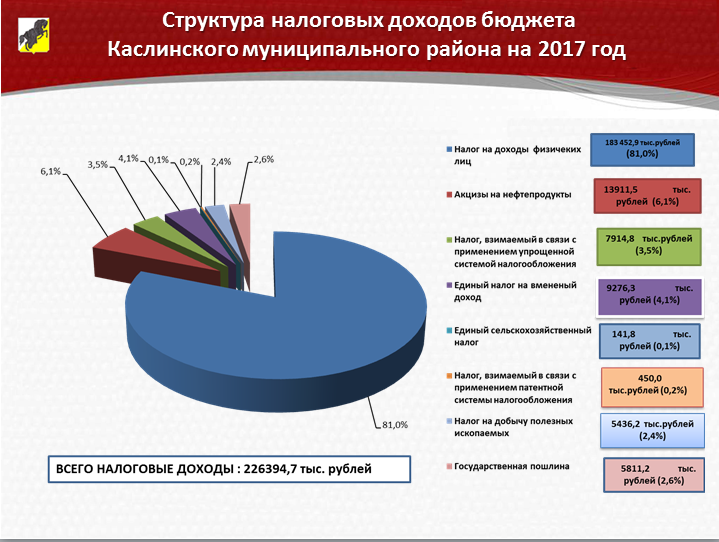 Структура налоговых доходов бюджета
Каслинского муниципального района на 2017 год
6,1%
3,5%
4,1%
0,1%
0,2%
2,4%
2,6%
81,0%
Налог на доходы физичеких
лиц
183 452,9 тыс.рублей
(81,0%)
Акцизы на нефтепродукты
13911,5 тыс.
рублей (6,1%)
Налог, взимаемый в связи с
применением упрощенной
системой налогообложения
7914,8 тыс.рублей
(3,5%)
Единый налог на вмененый
доход
9276,3 тыс.
рублей (4,1%)
Единый сельскохозяйственный
налог
141,8 тыс.
рублей (0,1%)
Налог, взимаемый в связи с
применением патентной
системы налогообложения
450,0
тыс.рублей (0,2%)
Налог на добычу полезных
ископаемых
5436,2 тыс.рублей
(2,4%)
Государственная пошлина
5811,2 тыс.
рублей (2,6%)
ВСЕГО НАЛОГОВЫЕ ДОХОДЫ : 226394,7 тыс. рублей